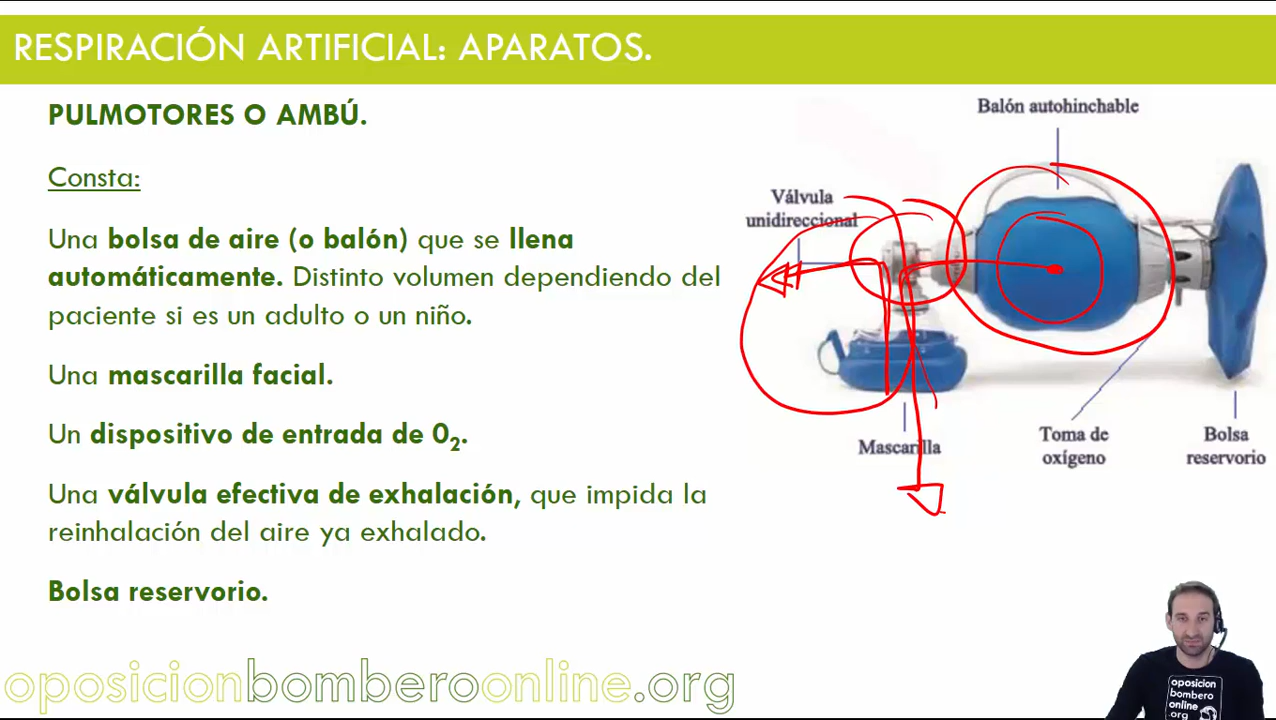 RESPIRACIÓN ARTIFICIAL: APARATOS.
PULMOTORES O AMBÚ.
Consta:
Una bolsa de aire (o balón) que se llena
automáticamente. Distinto volumen dependiendo del
paciente si es un adulto o un niño.
Una mascarilla facial.
Un dispositivo de entrada de 0₂.
Una válvula efectiva de exhalación, que impida la
reinhalación del aire ya exhalado.
Bolsa reservorio.
Balón autohinchable
Válvula
unidireccional
Mascarilla
Toma de
oxígeno
Bolsa
reservorio
oposicionbomberoonline.org
oposicion
bombero
online
.org